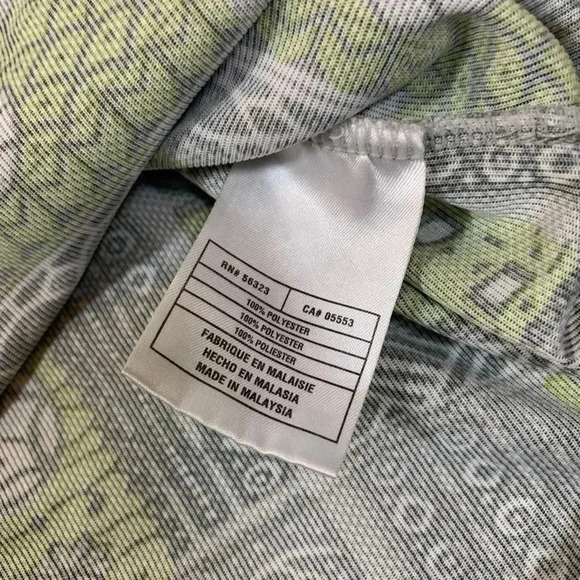 RN# 56323
CA# 05553
100% POLYESTER
100% POLYESTER
100% POLIESTER
FABRIQUE EN MALAISIE
HECHO EN MALASIA
MADE IN MALAYSIA